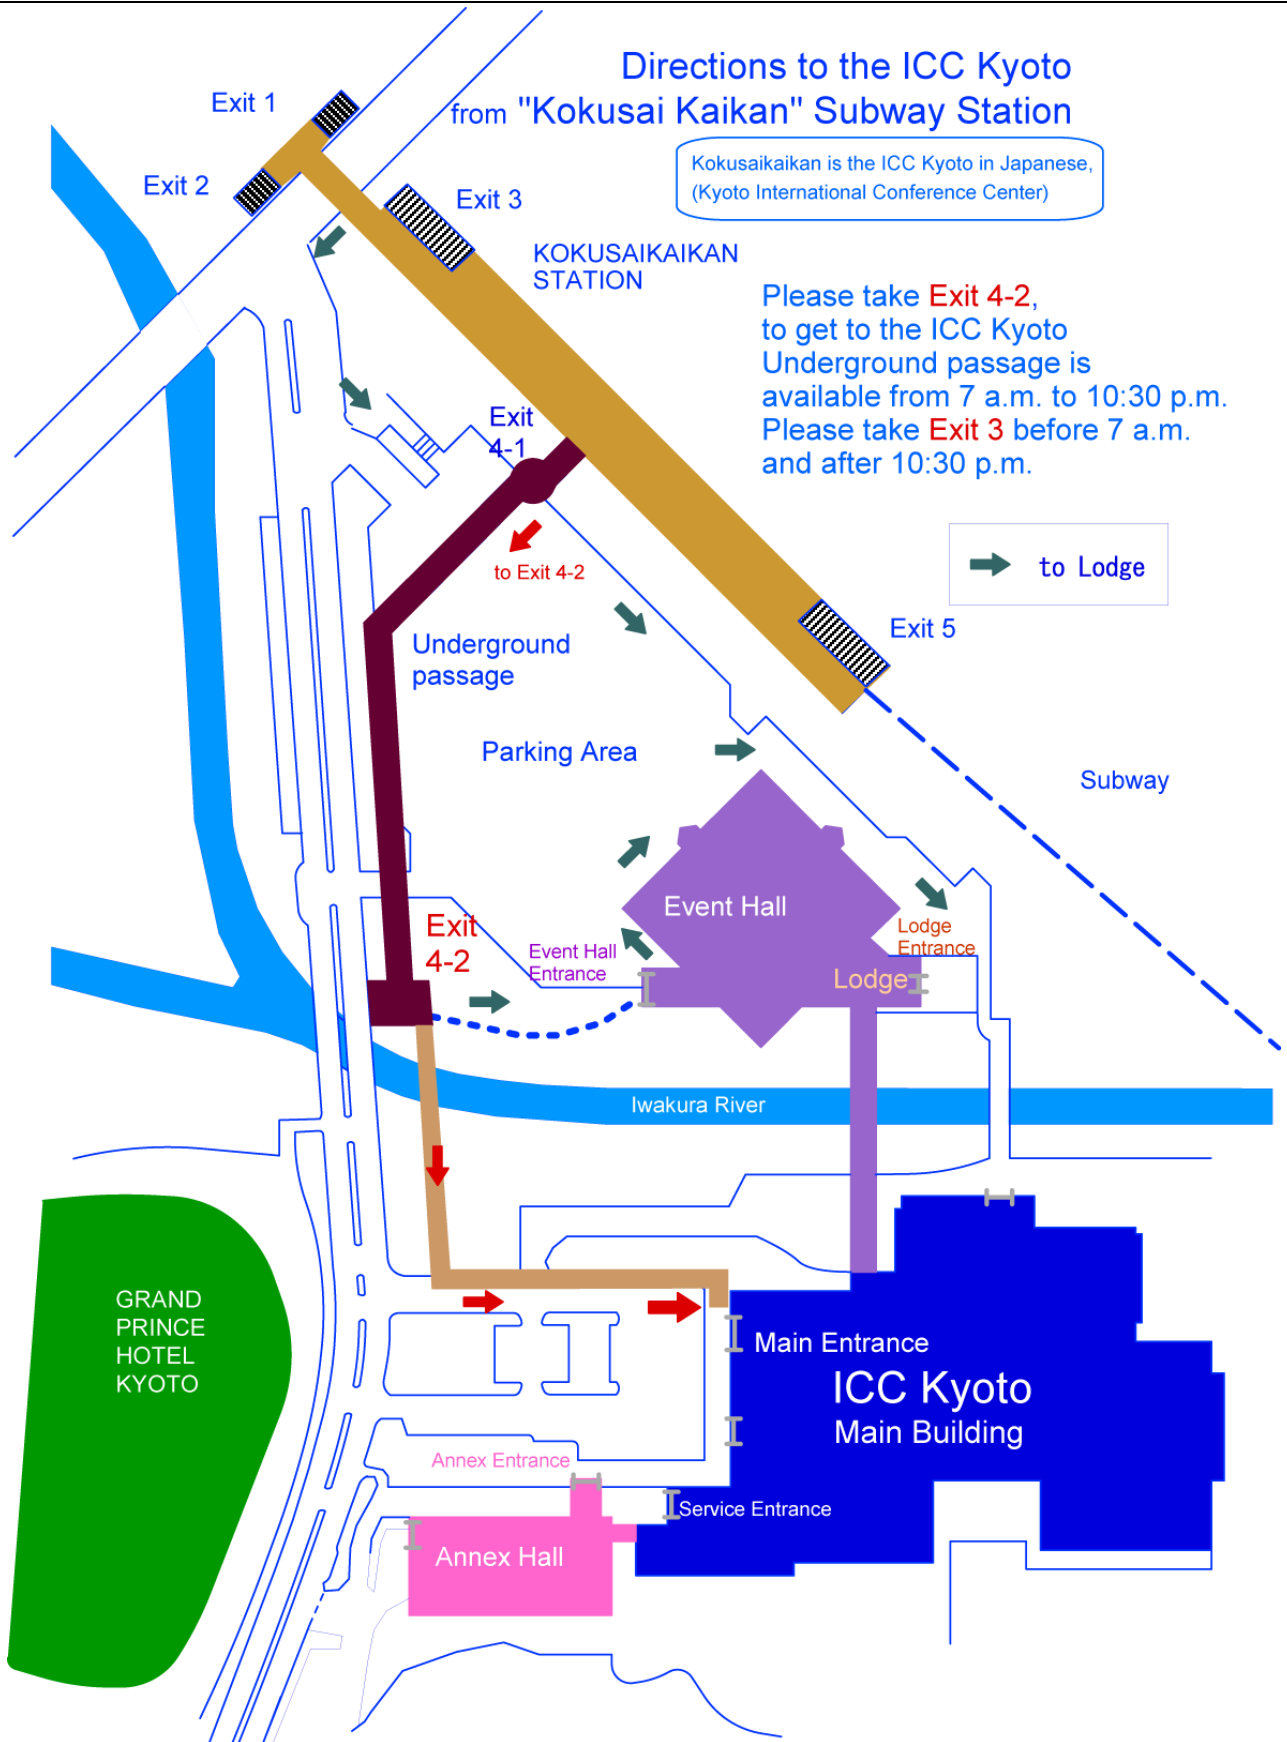 Directions to the ICC Kyoto
from "Kokusai Kaikan" Subway Station
Kokusaikaikan is the ICC Kyoto in Japanese,
(Kyoto International Conference Center)
Exit 1
Exit 2
Exit 3
KOKUSAIKAIKAN
STATION
Please take Exit 4-2,
to get to the ICC Kyoto
Underground passage is
available from 7 a.m. to 10:30 p.m.
Please take Exit 3 before 7 a.m.
and after 10:30 p.m.
Exit
4-1
to Exit 4-2
to Lodge
Exit 5
Underground
passage
Parking Area
Subway
Event Hall
Exit
4-2
Event Hall
Entrance
Lodge
Entrance
Lodge
Iwakura River
GRAND
PRINCE
HOTEL
KYOTO
Main Entrance
ICC Kyoto
Main Building
Annex Entrance
Service Entrance
Annex Hall